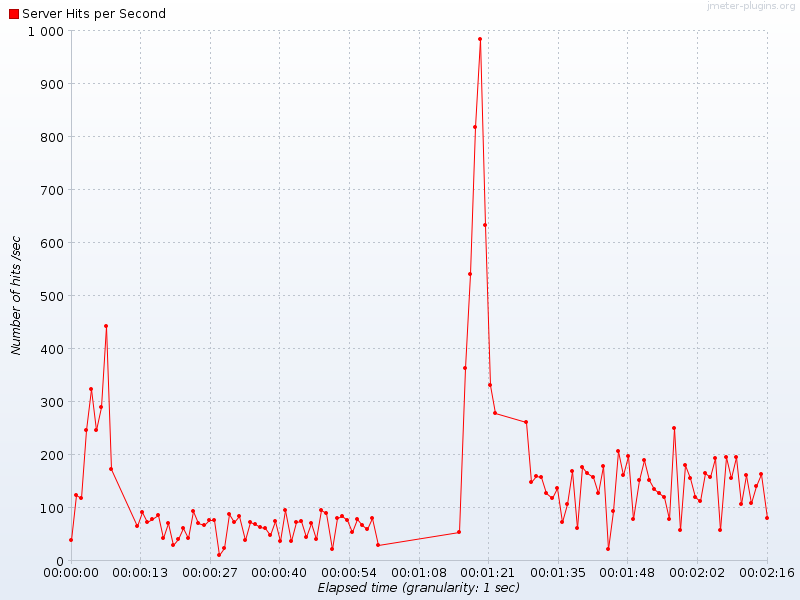 jmeter-plugins.org
Server Hits per Second
1 000
900
800
700
600
500
400
300
200
100
0
Number of hits /sec
00:00:00 00:00:13 00:00:27 00:00:40 00:00:54 00:01:08 00:01:21 00:01:35 00:01:48 00:02:02 00:02:16
Elapsed time (granularity: 1 sec)